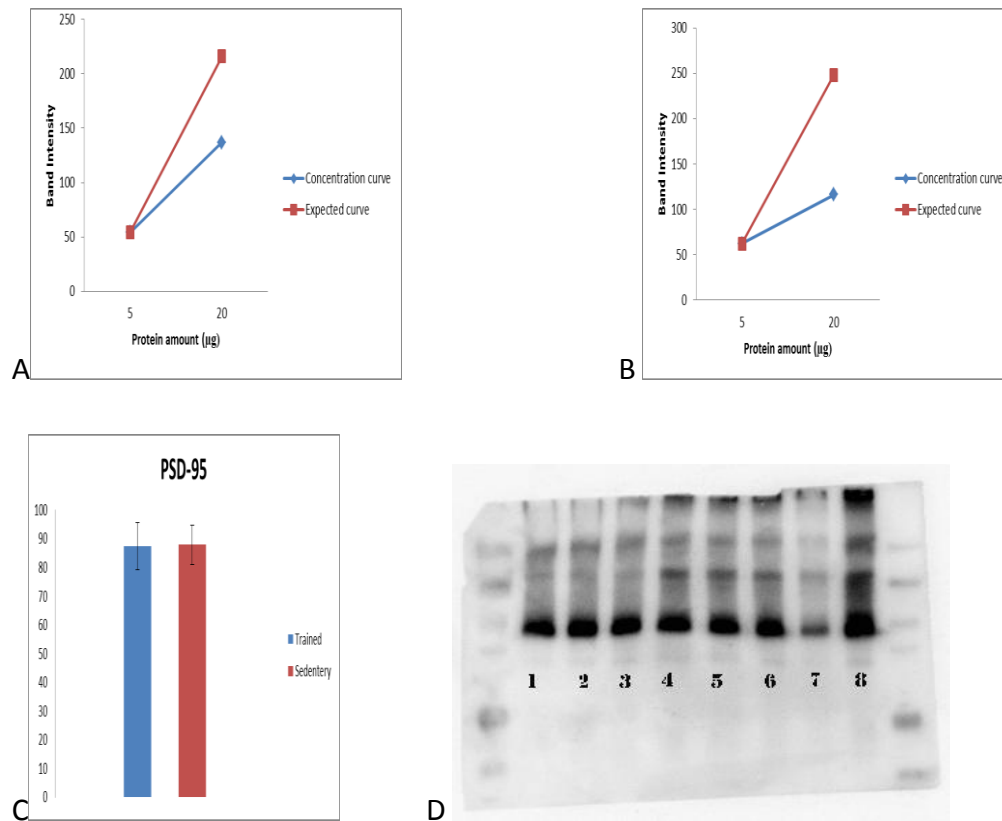 250
200
150
100
50
0
Band Intensity
5 20
Protein amount (µg)
Concentration curve
Expected curve
A
300
250
200
150
100
50
0
Band Intensity
5 20
Protein amount (µg)
Concentration curve
Expected curve
B
PSD-95
100
90
80
70
60
50
40
30
20
10
0
Trained
Sedentery
C
1 2 3 4 5 6 7 8
D